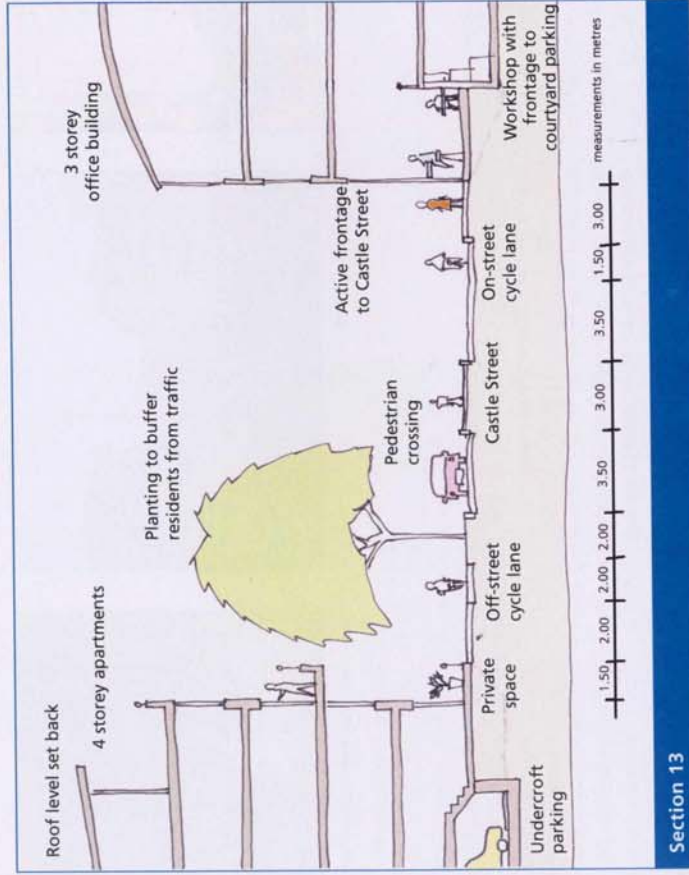 Roof level set back
4 storey apartments
Planting to buffer
residents from traffic
3 storey
office building
Active frontage
to Castle Street
Pedestrian
crossing
Private
space
Off-street
cycle lane
Castle Street
On-street
cycle lane
Undercroft
parking
Workshop with
frontage to
courtyard parking
1.50
2.00
2.00
2.00
3.50
3.00
3.50
1.50
3.00
measurements in metres
Section 13